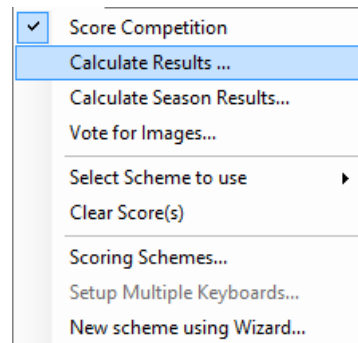 Score Competition
Calculate Results ...
Calculate Season Results...
Vote for Images...
Select Scheme to use
Clear Score(s)
Scoring Schemes...
Setup Multiple Keyboards...
New scheme using Wizard...